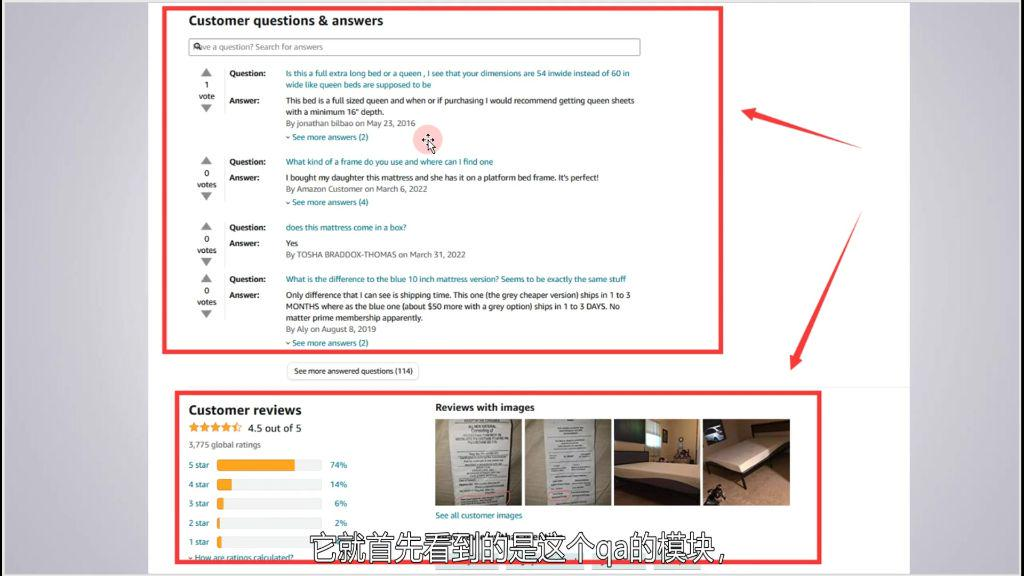 Customer questions & answers
Have a question? Search for answers
1
vote
Question: Is this a full extra long bed or a queen , I see that your dimensions are 54 inwide instead of 60 in
wide like queen beds are supposed to be
Answer: This bed is a full sized queen and when or if purchasing I would recommend getting queen sheets
with a minimum 16" depth.
By jonathan bilbao on May 23, 2016
See more answers (2)
0
votes
Question: What kind of a frame do you use and where can I find one
Answer: I bought my daughter this mattress and she has it on a platform bed frame. It's perfect!
By Amazon Customer on March 6, 2022
See more answers (4)
0
votes
Question: does this mattress come in a box?
Answer: Yes
By TOSHA BRADDOX-THOMAS on March 31, 2022
0
votes
Question: What is the difference to the blue 10 inch mattress version? Seems to be exactly the same stuff
Answer: Only difference that I can see is shipping time. This one (the grey cheaper version) ships in 1 to 3
MONTHS where as the blue one (about $50 more with a grey option) ships in 1 to 3 DAYS. No
matter prime membership apparently.
By Aly on August 8, 2019
See more answers (2)
See more answered questions (114)
Customer reviews
4.5 out of 5
3,775 global ratings
5 star 74%
4 star 14%
3 star 6%
2 star 2%
1 star
How are ratings calculated?
Reviews with images
See all customer images
它就首先看到的是这个qa的模块，